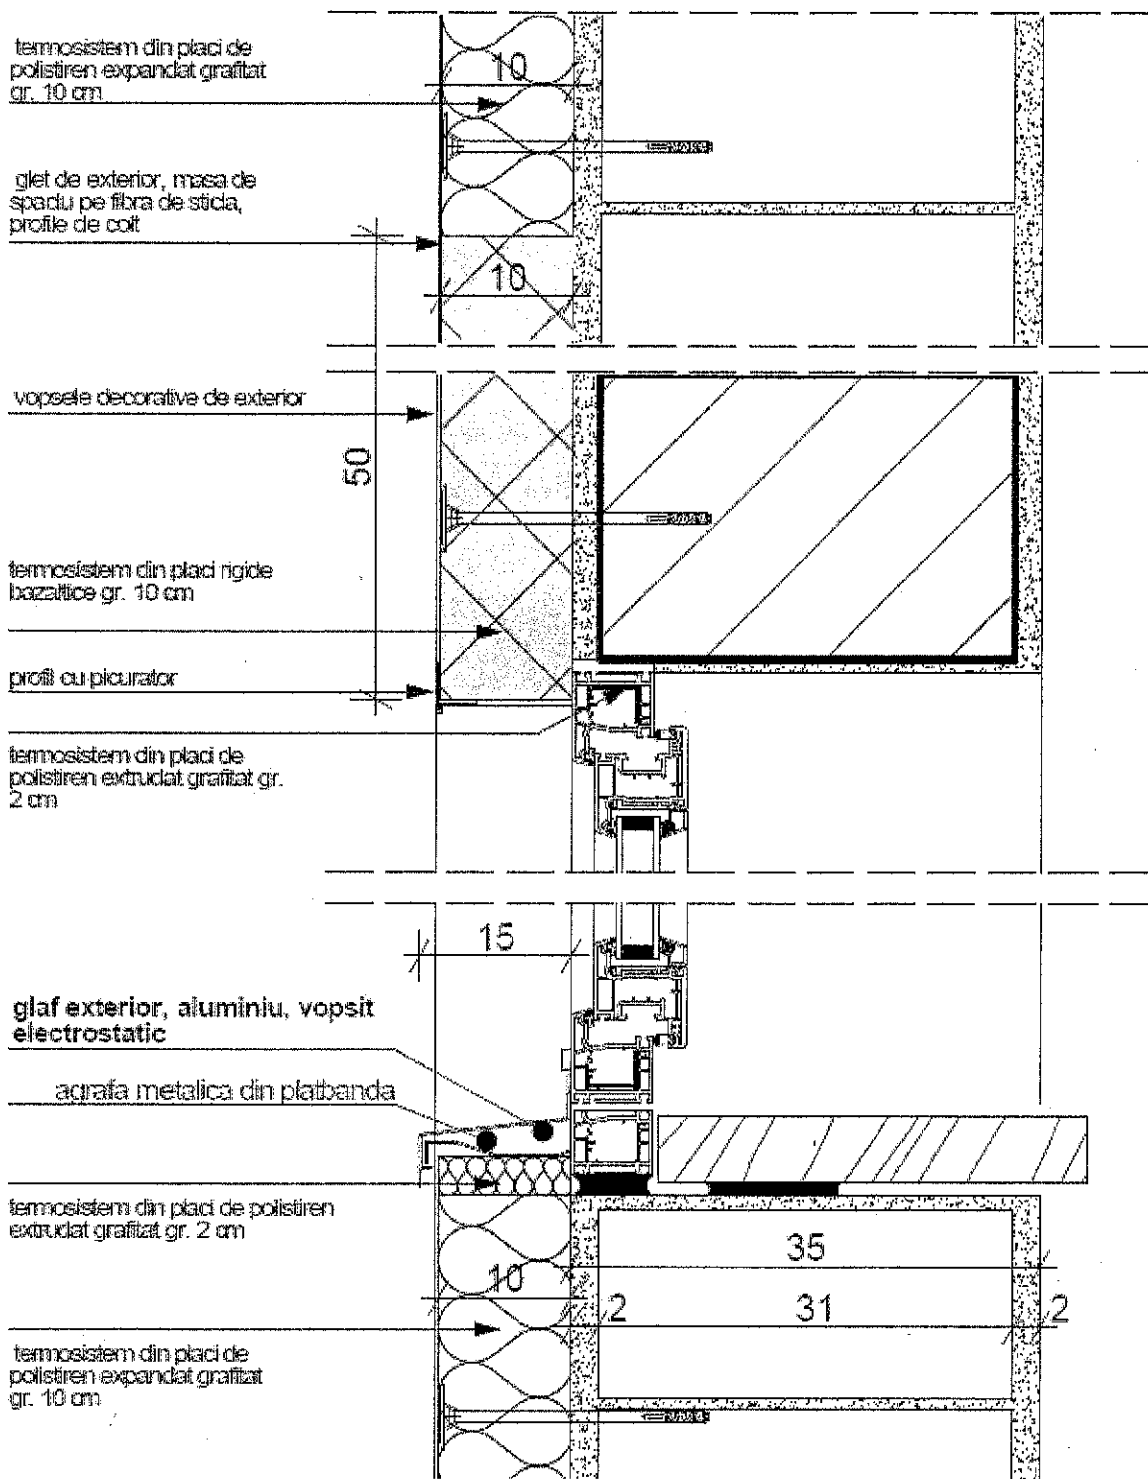 termosistem din placi de
polistiren expandat grafitat
gr. 10 cm
10
glet de exterior, masa de
spaclu pe fibra de sticla,
profile de colt
10
vopsele decorative de exterior
50
termosistem din placi rigide
bazaltice gr. 10 cm
profil cu picurator
termosistem din placi de
polistiren extrudat grafitat gr.
2 cm
15
glaf exterior, aluminiu, vopsit
electrostatic
agrafa metalica din platbanda
termosistem din placi de polistiren
extrudat grafitat gr. 2 cm
35
10
2
31
2
termosistem din placi de
polistiren expandat grafitat
gr. 10 cm